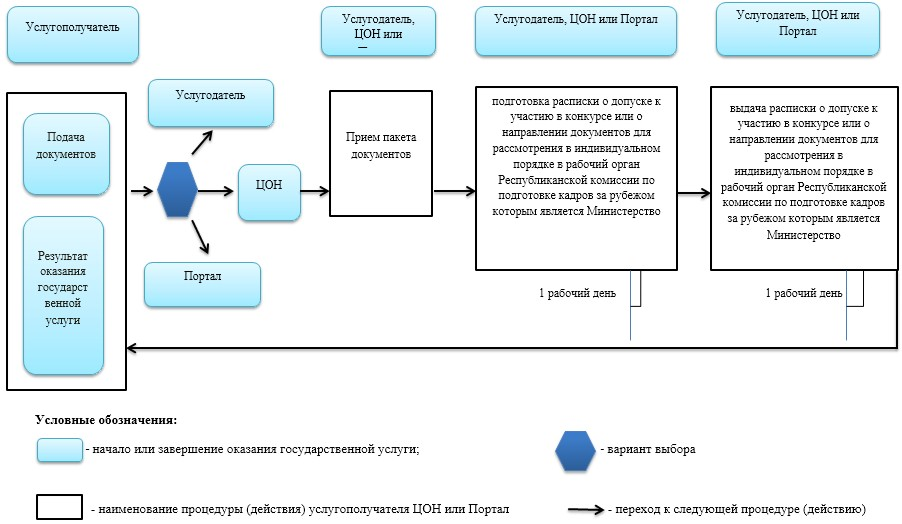 Услугополучатель
Услугодатель,
ЦОН или
Услугодатель, ЦОН или Портал
Услугодатель, ЦОН или
Портал
Подача
документов
Результат
оказания
государст
венной
услуги
Услугодатель
ЦОН
Портал
Прием пакета
документов
подготовка расписки о допуске к
участию в конкурсе или о
направлении документов для
рассмотрения в индивидуальном
порядке в рабочий орган
Республиканской комиссии по
подготовке кадров за рубежом
которым является Министерство
выдача расписки о допуске к
участию в конкурсе или о
направлении документов для
рассмотрения в
индивидуальном порядке в
рабочий орган Республиканской
комиссии по подготовке кадров
за рубежом которым является
Министерство
1 рабочий день
1 рабочий день
Условные обозначения:
- начало или завершение оказания государственной услуги;
- вариант выбора
- наименование процедуры (действия) услугополучателя ЦОН или Портал
- переход к следующей процедуре (действию)